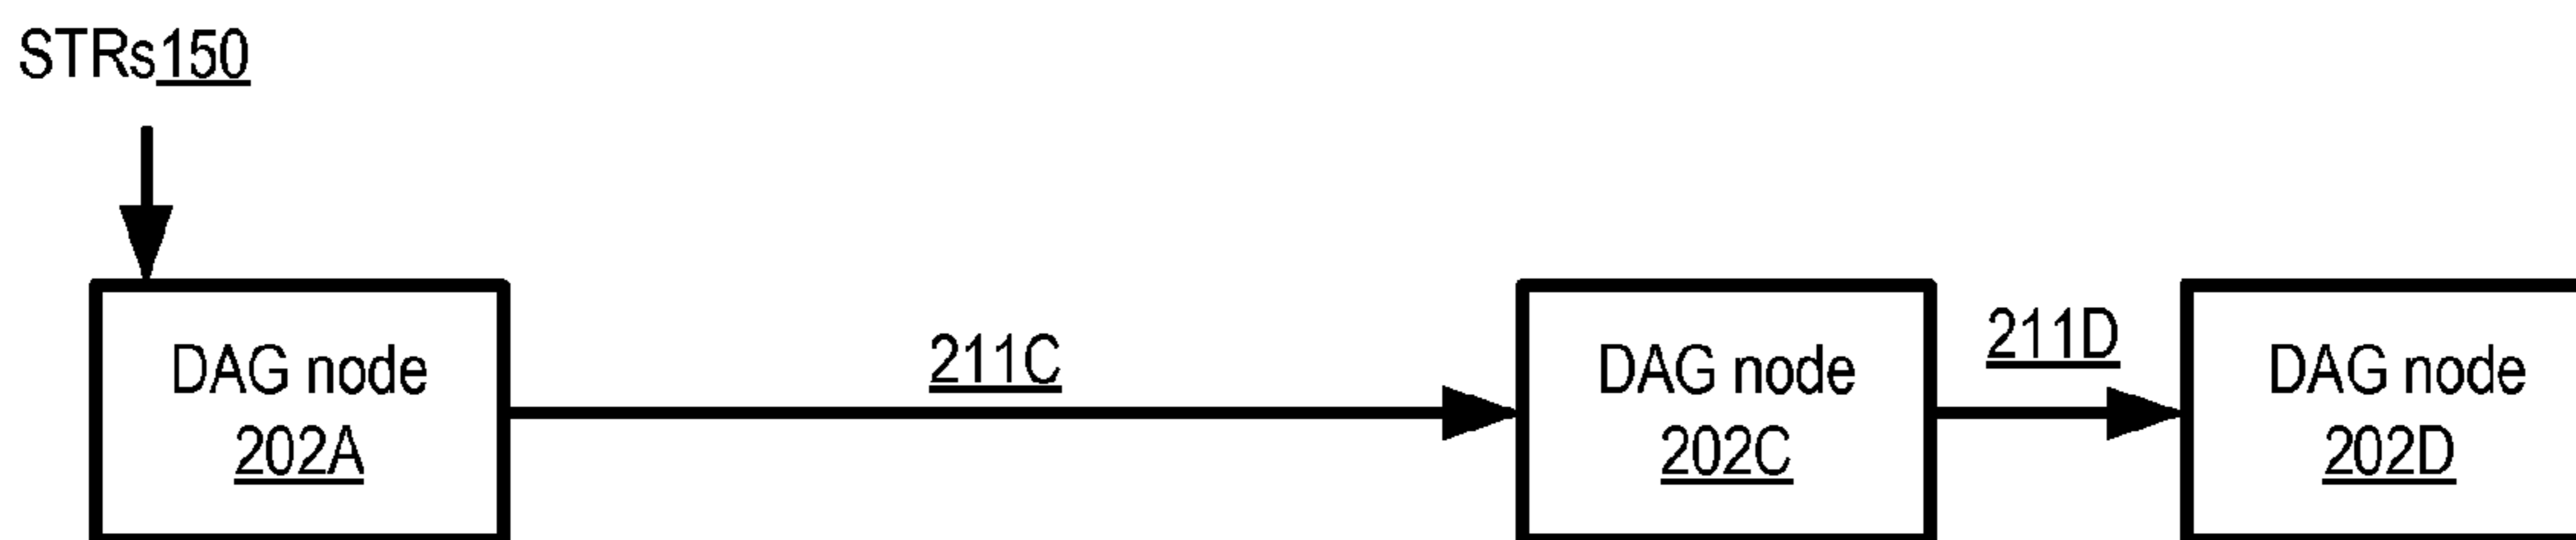 STRs150
211C
211D
DAG node
202A
DAG node
202C
DAG node
202D